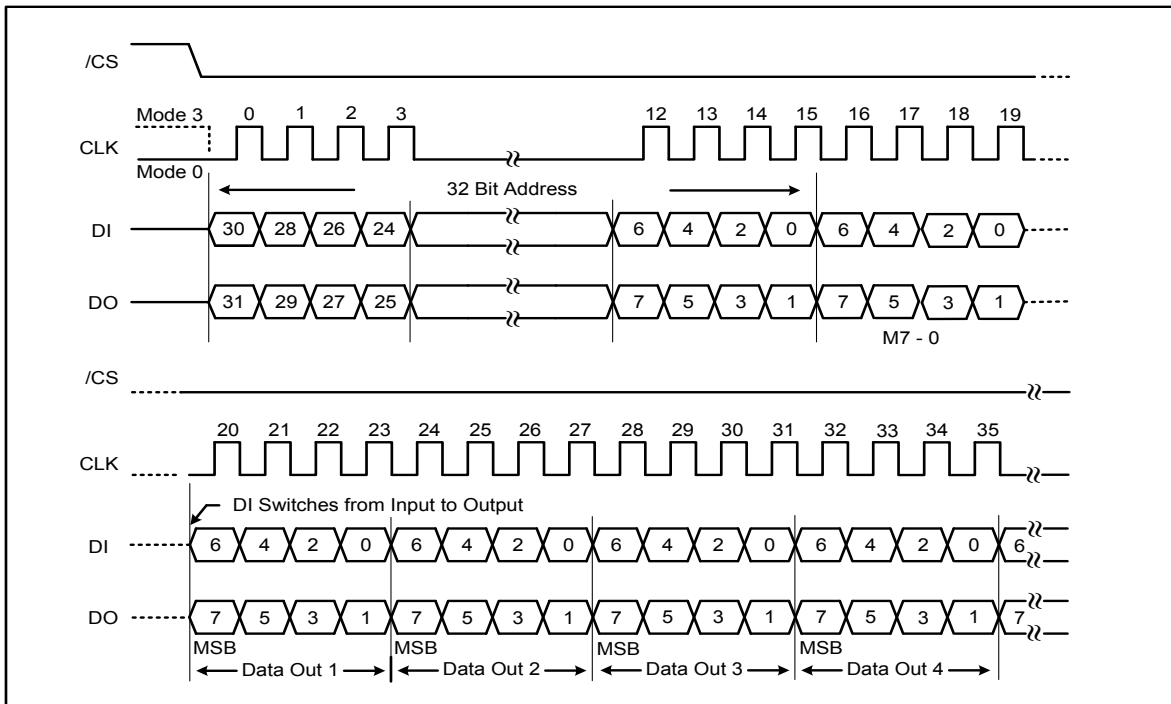 /CS
Mode 3 0 1 2 3 12 13 14 15 16 17 18 19
CLK
Mode 0
32 Bit Address
DI 30 28 26 24 6 4 2 0 6 4 2 0
DO 31 29 27 25 7 5 3 1 7 5 3 1
M7 - 0
/CS
20 21 22 23 24 25 26 27 28 29 30 31 32 33 34 35
CLK
DI Switches from Input to Output
DI 6 4 2 0 6 4 2 0 6 4 2 0 6 4 2 0 6
DO 7 5 3 1 7 5 3 1 7 5 3 1 7 5 3 1 7
MSB MSB MSB MSB
Data Out 1 Data Out 2 Data Out 3 Data Out 4